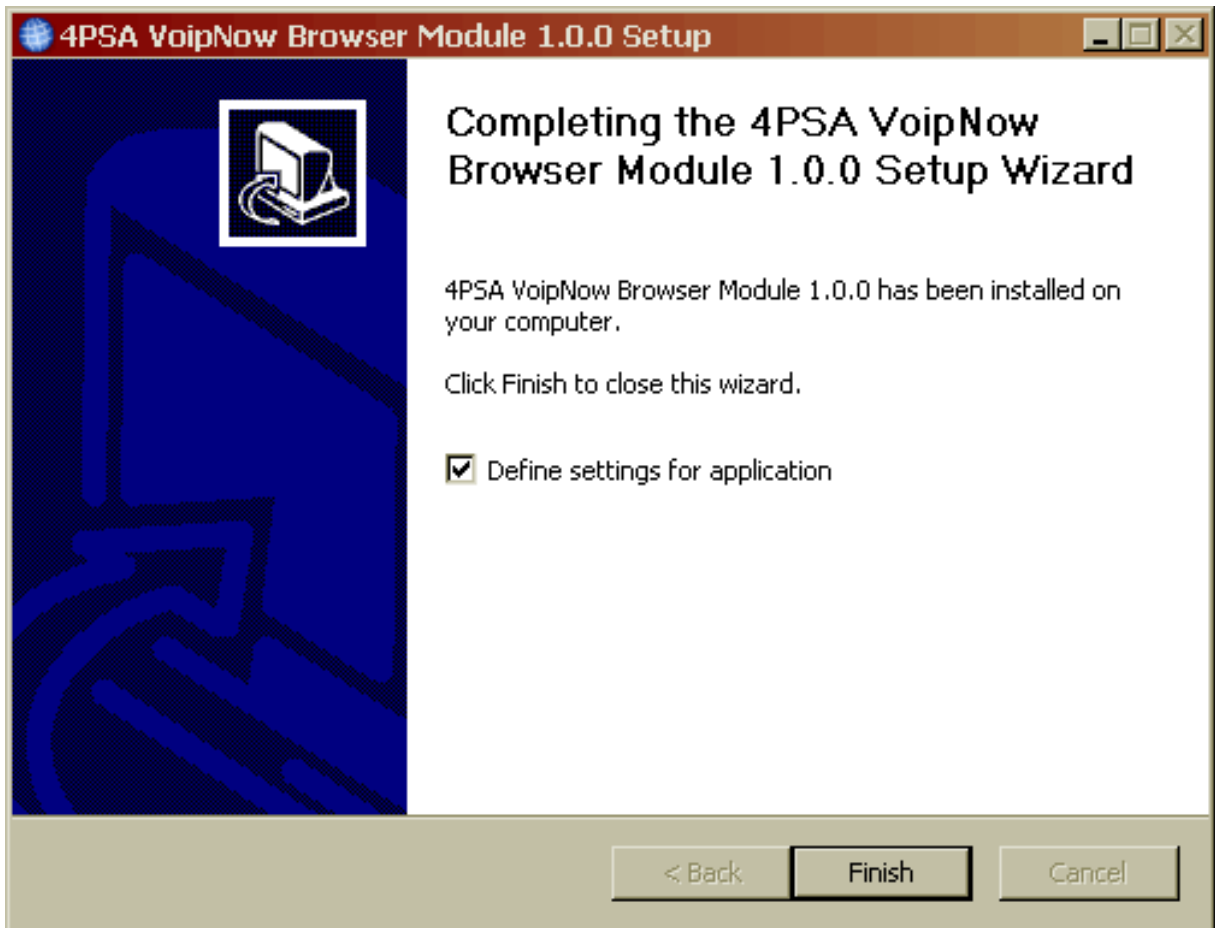 4PSA VoipNow Browser Module 1.0.0 Setup
Completing the 4PSA VoipNow
Browser Module 1.0.0 Setup Wizard
4PSA VoipNow Browser Module 1.0.0 has been installed on
your computer.
Click Finish to close this wizard.
Define settings for application
< Back
Finish
Cancel